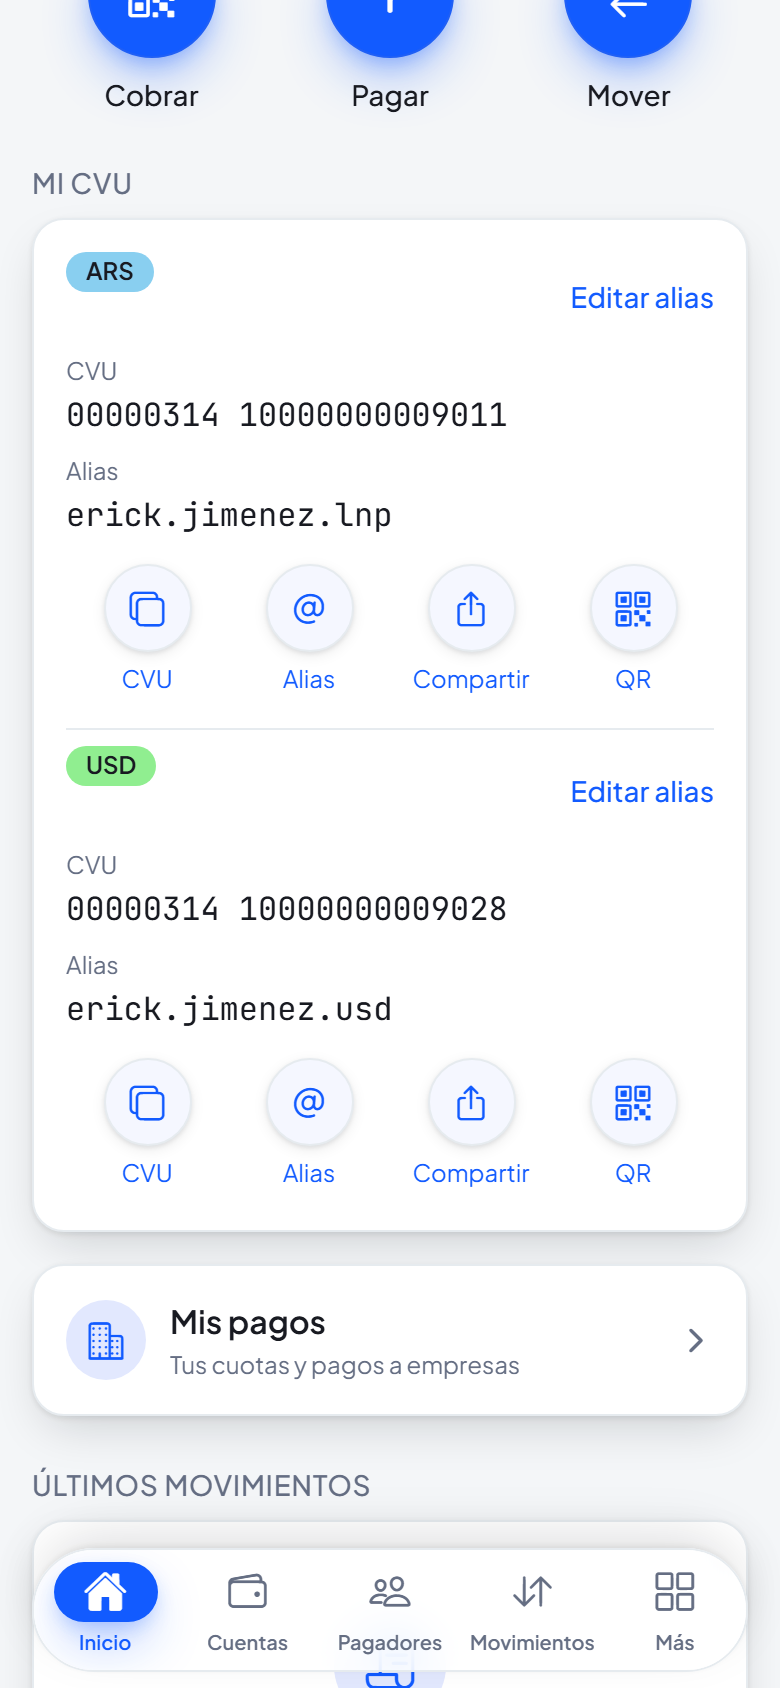 Cobrar
Pagar
Mover
MI CVU
ARS
Editar alias
CVU
00000314 10000000009011
Alias
erick.jimenez.lnp
CVU
@
Alias
Compartir
QR
USD
Editar alias
CVU
00000314 10000000009028
Alias
erick.jimenez.usd
CVU
@
Alias
Compartir
QR
Mis pagos
Tus cuotas y pagos a empresas
ÚLTIMOS MOVIMIENTOS
Inicio
Cuentas
Pagadores
Movimientos
Más